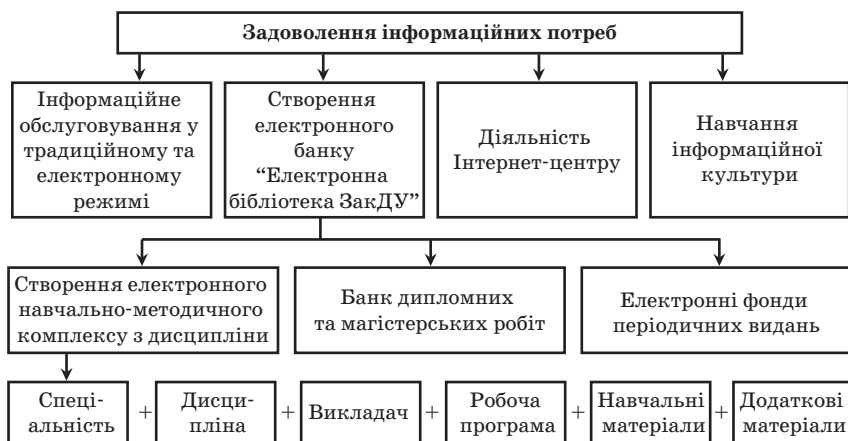 Задоволення інформаційних потреб
Інформаційне
обслуговування у
традиційному та
електронному
режимі
Створення
електронного
банку
“Електронна
бібліотека ЗакДУ”
Діяльність
Інтернет-центру
Навчання
інформаційної
культури
Створення електронного
навчально-методичного
комплексу з дисципліни
Банк дипломних
та магістерських робіт
Електронні фонди
періодичних видань
Спеці-
альність
+
Дисци-
пліна
+
Викладач
+
Робоча
програма
+
Навчальні
матеріали
+
Додаткові
матеріали